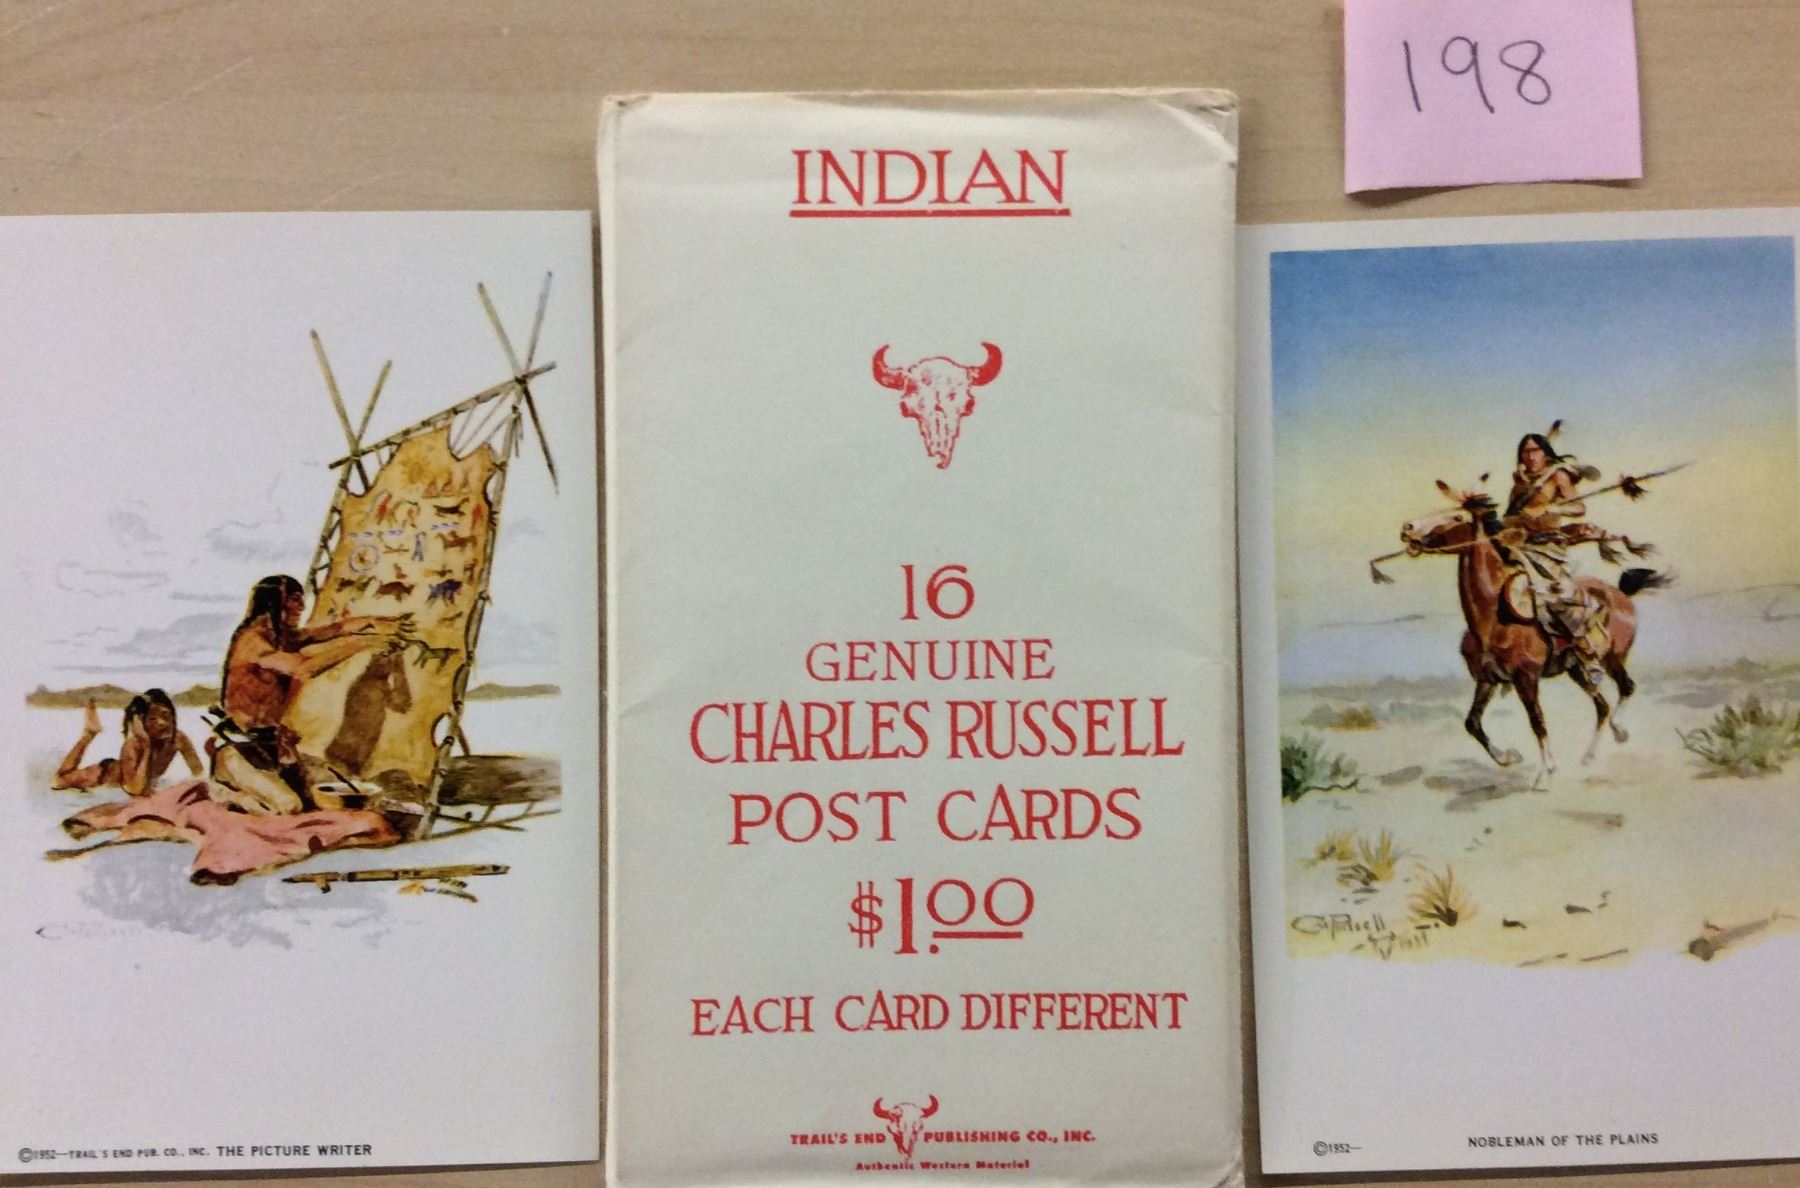 198
INDIAN
16
GENUINE
CHARLES RUSSELL
POST CARDS
$1.00
EACH CARD DIFFERENT
TRAIL'S END PUBLISHING CO., INC.
Authentic Western Material
©1952—TRAIL'S END PUB. CO., INC. THE PICTURE WRITER
©1952— NOBLEMAN OF THE PLAINS